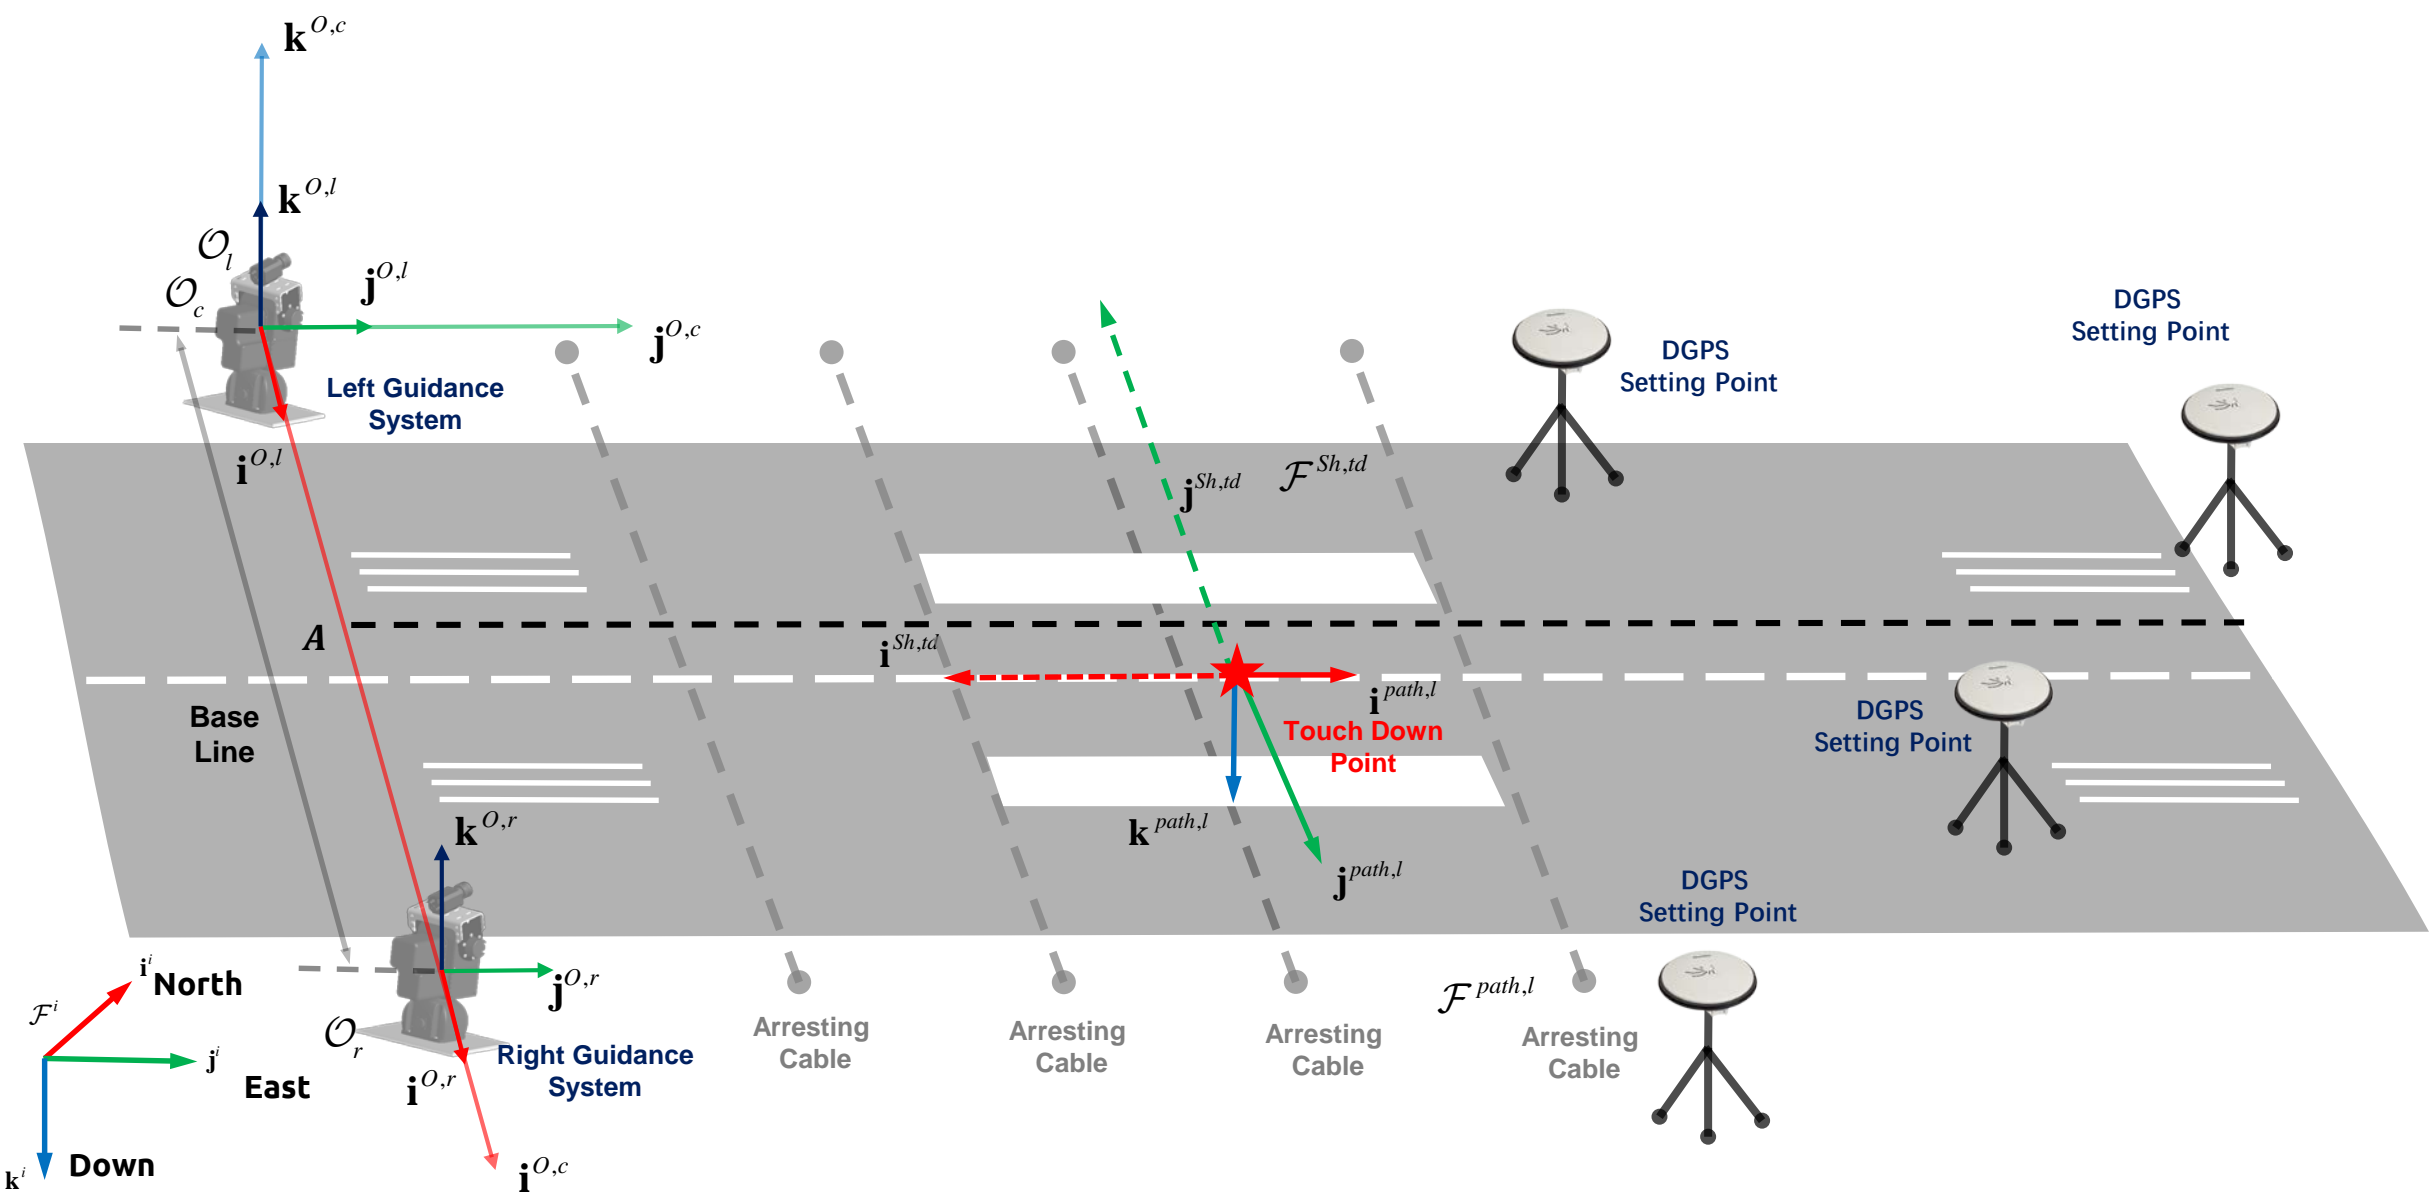 k^{O,c}
k^{O,l}
𝒪_l
𝒪_c
j^{O,l}
j^{O,c}
Left Guidance
System
i^{O,l}
DGPS
Setting Point
DGPS
Setting Point
j^{Sh,td}
ℱ^{Sh,td}
A
i^{Sh,td}
i^{path,l}
Touch Down
Point
Base
Line
DGPS
Setting Point
k^{path,l}
j^{path,l}
k^{O,r}
DGPS
Setting Point
j^{O,r}
𝒪_r
Right Guidance
System
i^{O,r}
i^{O,c}
Arresting
Cable
Arresting
Cable
Arresting
Cable
Arresting
Cable
ℱ^{path,l}
i^i
North
ℱ^i
j^i
East
k^i
Down